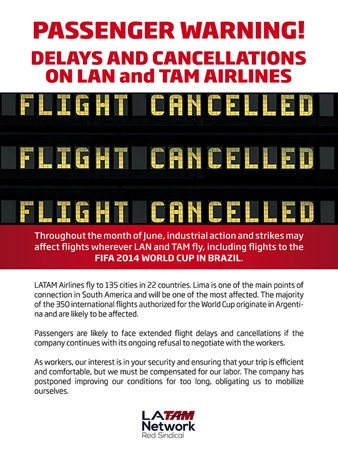 PASSENGER WARNING!
DELAYS AND CANCELLATIONS
ON LAN and TAM AIRLINES
FLIGHT CANCELLED
FLIGHT CANCELLED
FLIGHT CANCELLED
Throughout the month of June, industrial action and strikes may
affect flights wherever LAN and TAM fly, including flights to the
FIFA 2014 WORLD CUP IN BRAZIL.
LATAM Airlines fly to 135 cities in 22 countries. Lima is one of the main points of
connection in South America and will be one of the most affected. The majority
of the 350 international flights authorized for the World Cup originate in Argenti-
na and are likely to be affected.
Passengers are likely to face extended flight delays and cancellations if the
company continues with its ongoing refusal to negotiate with the workers.
As workers, our interest is in your security and ensuring that your trip is efficient
and comfortable, but we must be compensated for our labor. The company has
postponed improving our conditions for too long, obligating us to mobilize
ourselves.
LATAM
Network
Red Sindical